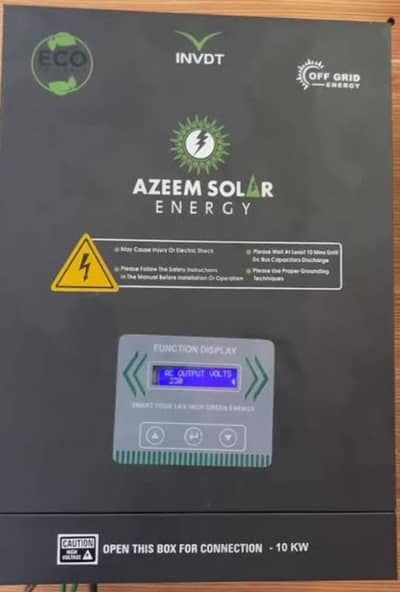 ECO
INVDT
OFF GRID
ENERGY
AZEEM SOLAR
ENERGY
May Cause Injury Or Electric Shock
Please Follow The Safety Instructions
In The Manual Before Installation Or Operation
Please Wait At Least 10 Mins Until
Dc Bus Capacitors Discharge
Please Use Proper Grounding
Techniques
FUNCTION DISPLAY
AC OUTPUT VOLTS
230
SMART YOUR LIFE WITH GREEN ENERGY
CAUTION
HIGH
VOLTAGE
OPEN THIS BOX FOR CONNECTION - 10 KW